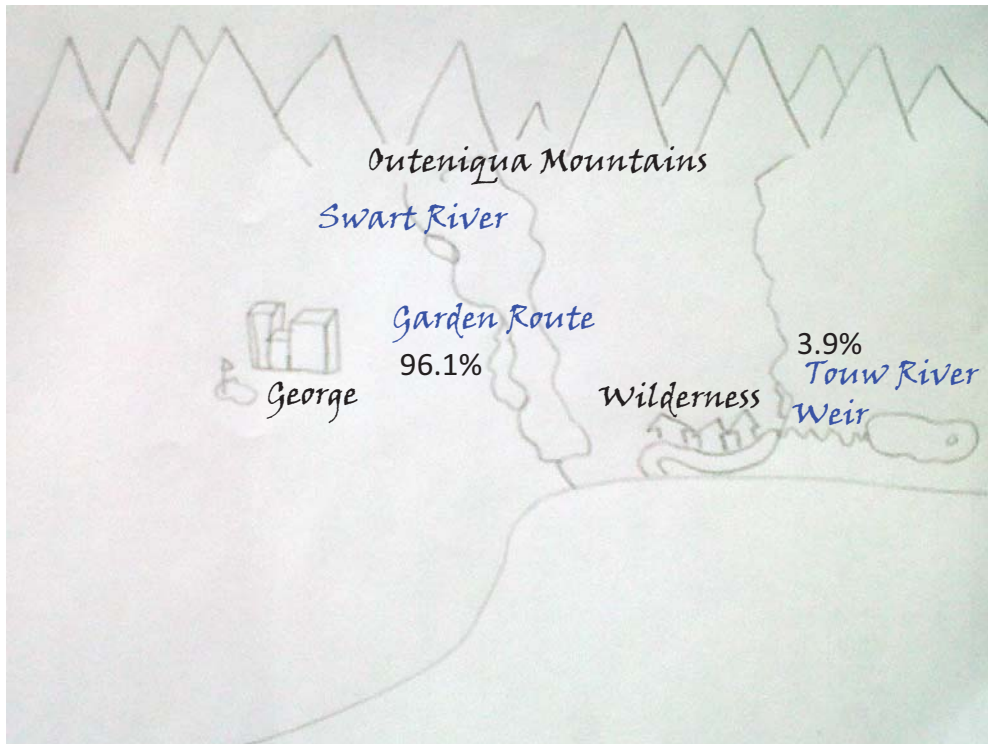 Outeniqua Mountains
Swart River
Garden Route
96.1%
George
Wilderness
3.9%
Touw River
Weir